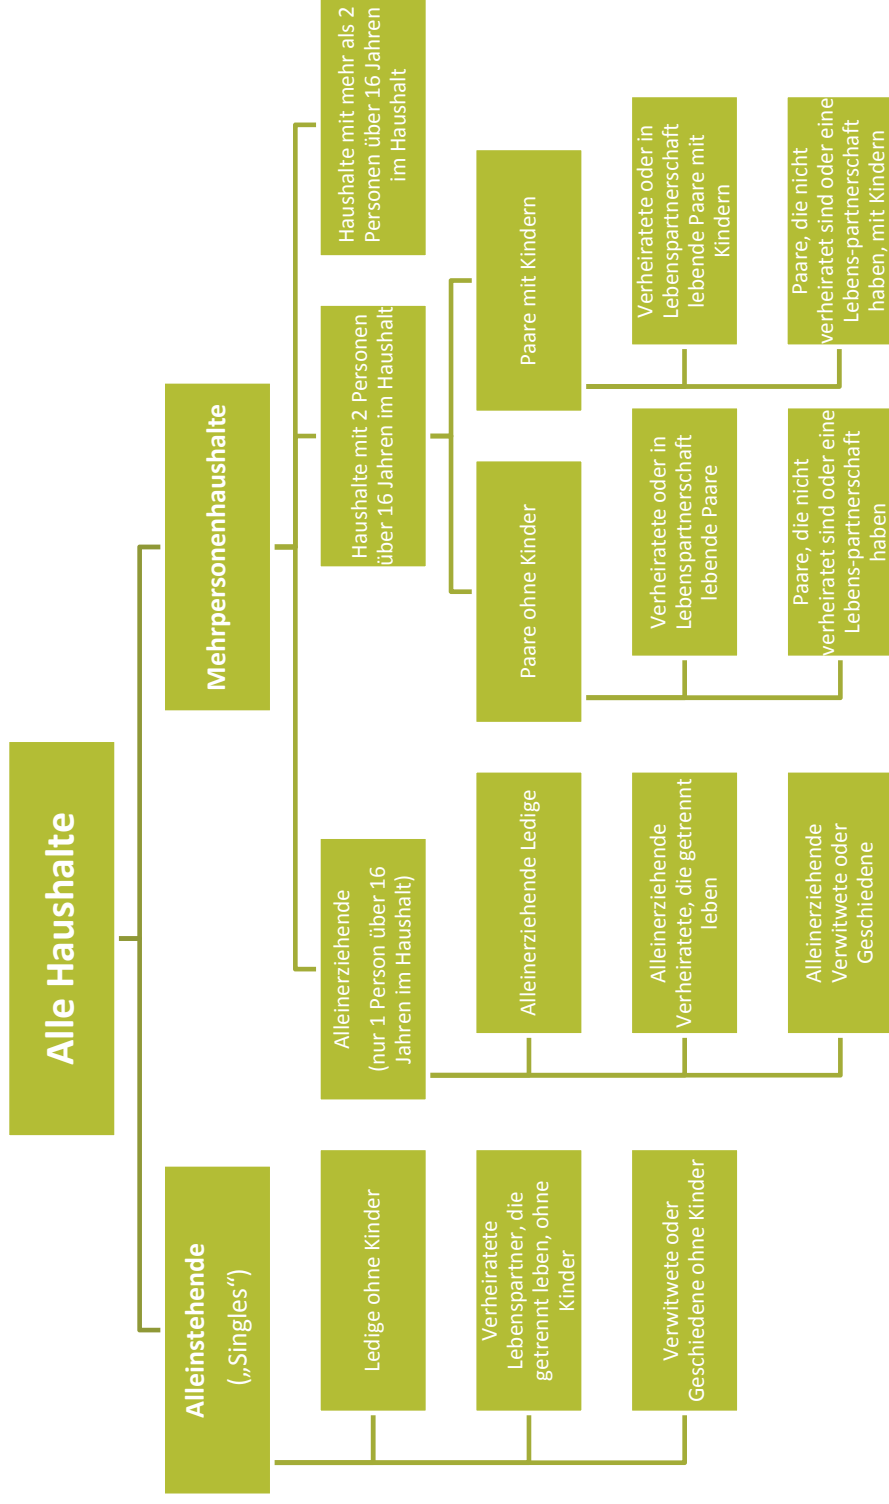 Alle Haushalte
Alleinstehende
(„Singles“)
Ledige ohne Kinder
Verheiratete
Lebenspartner, die
getrennt leben, ohne
Kinder
Verwitwete oder
Geschiedene ohne Kinder
Mehrpersonenhaushalte
Alleinerziehende
(nur 1 Person über 16
Jahren im Haushalt)
Alleinerziehende Ledige
Alleinerziehende
Verheiratete, die getrennt
leben
Alleinerziehende
Verwitwete oder
Geschiedene
Haushalte mit 2 Personen
über 16 Jahren im Haushalt
Paare ohne Kinder
Verheiratete oder in
Lebenspartnerschaft
lebende Paare
Paare, die nicht
verheiratet sind oder eine
Lebens-partnerschaft
haben
Paare mit Kindern
Verheiratete oder in
Lebenspartnerschaft
lebende Paare mit
Kindern
Paare, die nicht
verheiratet sind oder eine
Lebens-partnerschaft
haben, mit Kindern
Haushalte mit mehr als 2
Personen über 16 Jahren
im Haushalt